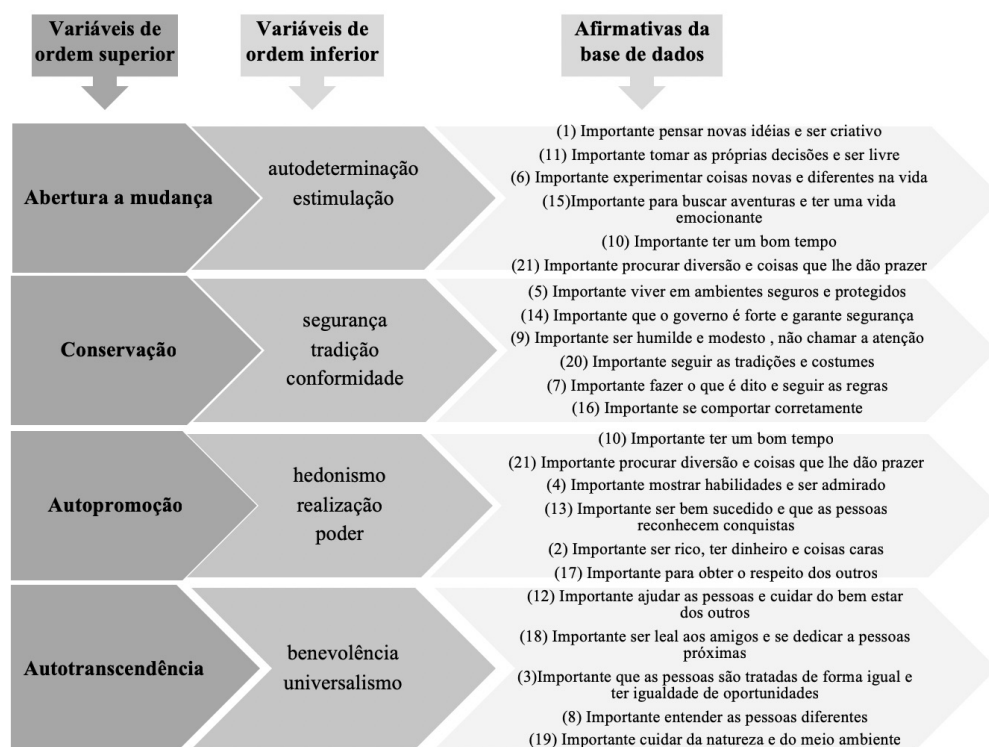 Variáveis de
ordem superior
Variáveis de
ordem inferior
Afirmativas da
base de dados
Abertura a mudança
autodeterminação
estimulação
(1) Importante pensar novas idéias e ser criativo
(11) Importante tomar as próprias decisões e ser livre
(6) Importante experimentar coisas novas e diferentes na vida
(15)Importante para buscar aventuras e ter uma vida
emocionante
(10) Importante ter um bom tempo
(21) Importante procurar diversão e coisas que lhe dão prazer
Conservação
segurança
tradição
conformidade
(5) Importante viver em ambientes seguros e protegidos
(14) Importante que o governo é forte e garante segurança
(9) Importante ser humilde e modesto , não chamar a atenção
(20) Importante seguir as tradições e costumes
(7) Importante fazer o que é dito e seguir as regras
(16) Importante se comportar corretamente
Autopromoção
hedonismo
realização
poder
(10) Importante ter um bom tempo
(21) Importante procurar diversão e coisas que lhe dão prazer
(4) Importante mostrar habilidades e ser admirado
(13) Importante ser bem sucedido e que as pessoas
reconhecem conquistas
(2) Importante ser rico, ter dinheiro e coisas caras
(17) Importante para obter o respeito dos outros
Autotranscendência
benevolência
universalismo
(12) Importante ajudar as pessoas e cuidar do bem estar
dos outros
(18) Importante ser leal aos amigos e se dedicar a pessoas
próximas
(3)Importante que as pessoas são tratadas de forma igual e
ter igualdade de oportunidades
(8) Importante entender as pessoas diferentes
(19) Importante cuidar da natureza e do meio ambiente